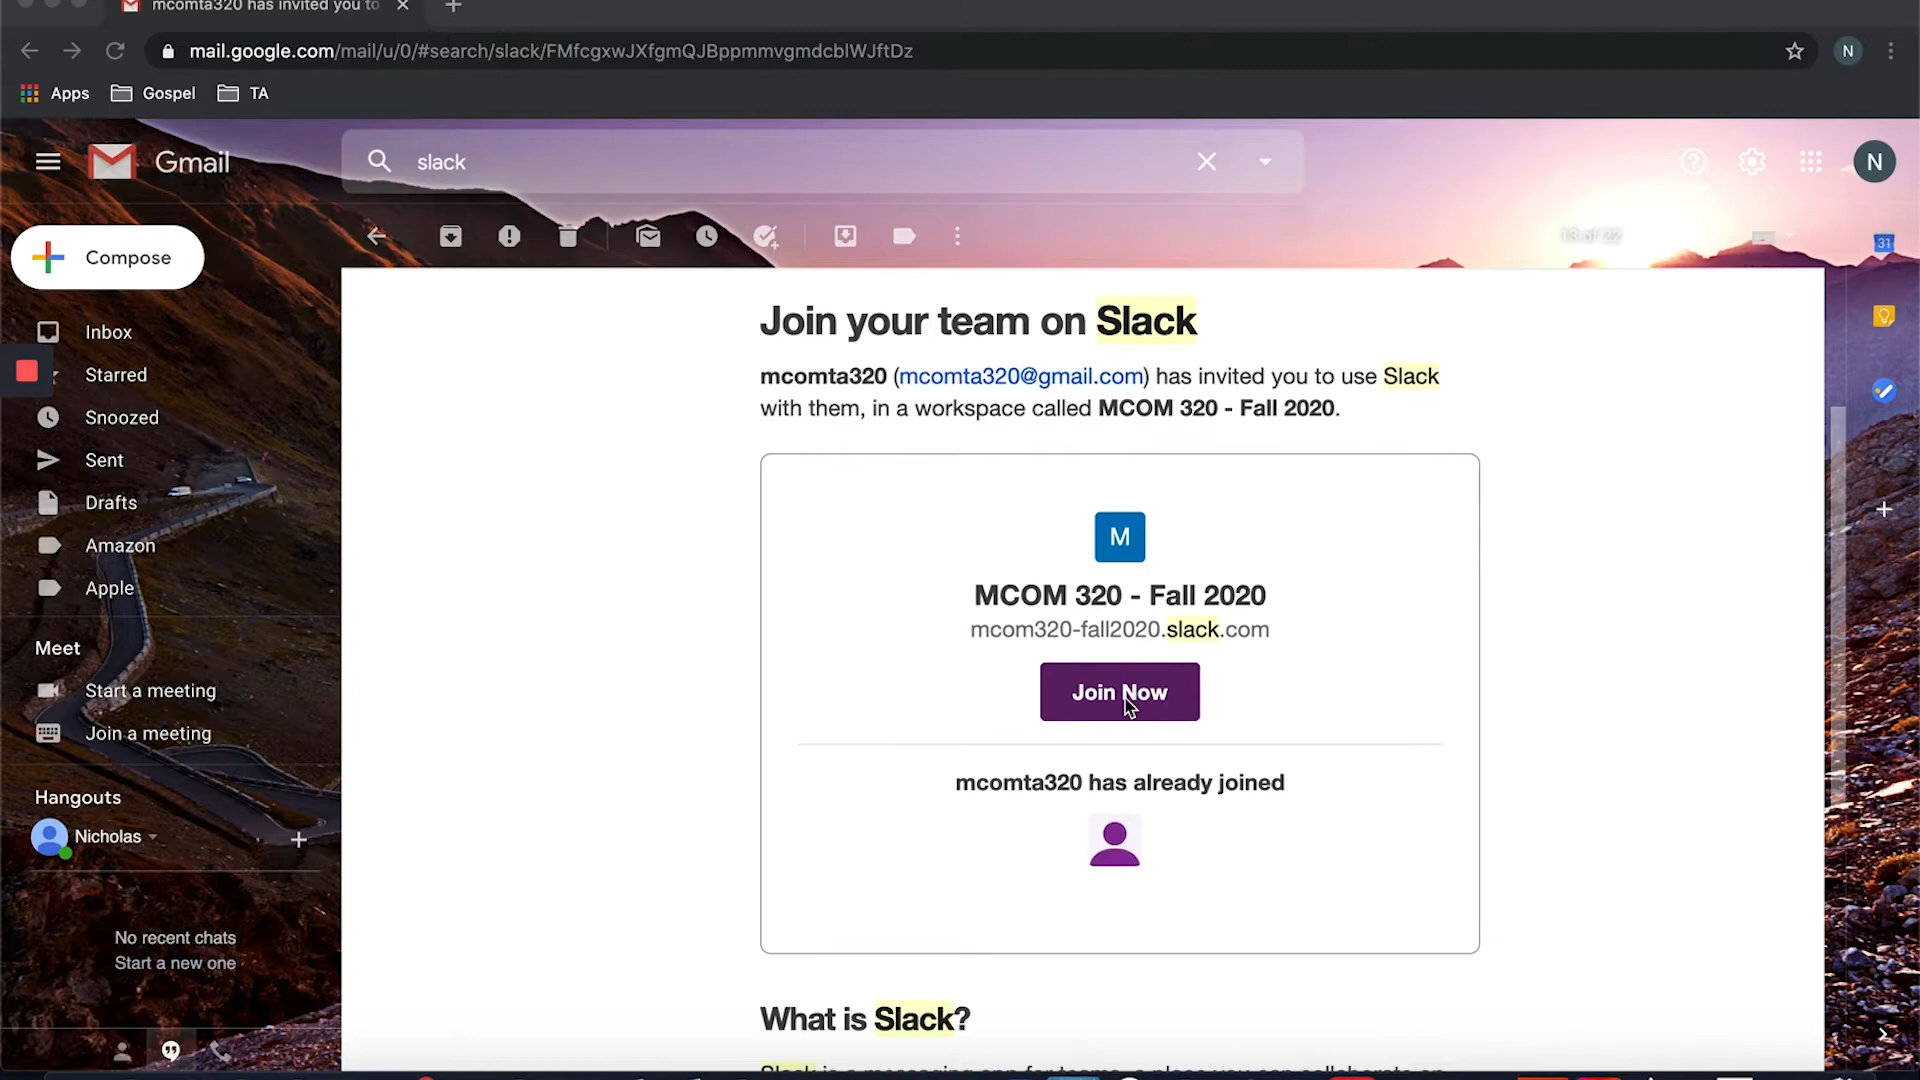 mcomta320 has invited you to
mail.google.com/mail/u/0/#search/slack/FMfcgxwJXfgmQJBppmmvgmdcblWJftDz
N
Apps
Gospel
TA
Gmail
slack
N
13 of 22
31
Compose
Inbox
Starred
Snoozed
Sent
Drafts
Amazon
Apple
Meet
Start a meeting
Join a meeting
Hangouts
Nicholas
No recent chats
Start a new one
Join your team on Slack
mcomta320 (mcomta320@gmail.com) has invited you to use Slack
with them, in a workspace called MCOM 320 - Fall 2020.
M
MCOM 320 - Fall 2020
mcom320-fall2020.slack.com
Join Now
mcomta320 has already joined
What is Slack?